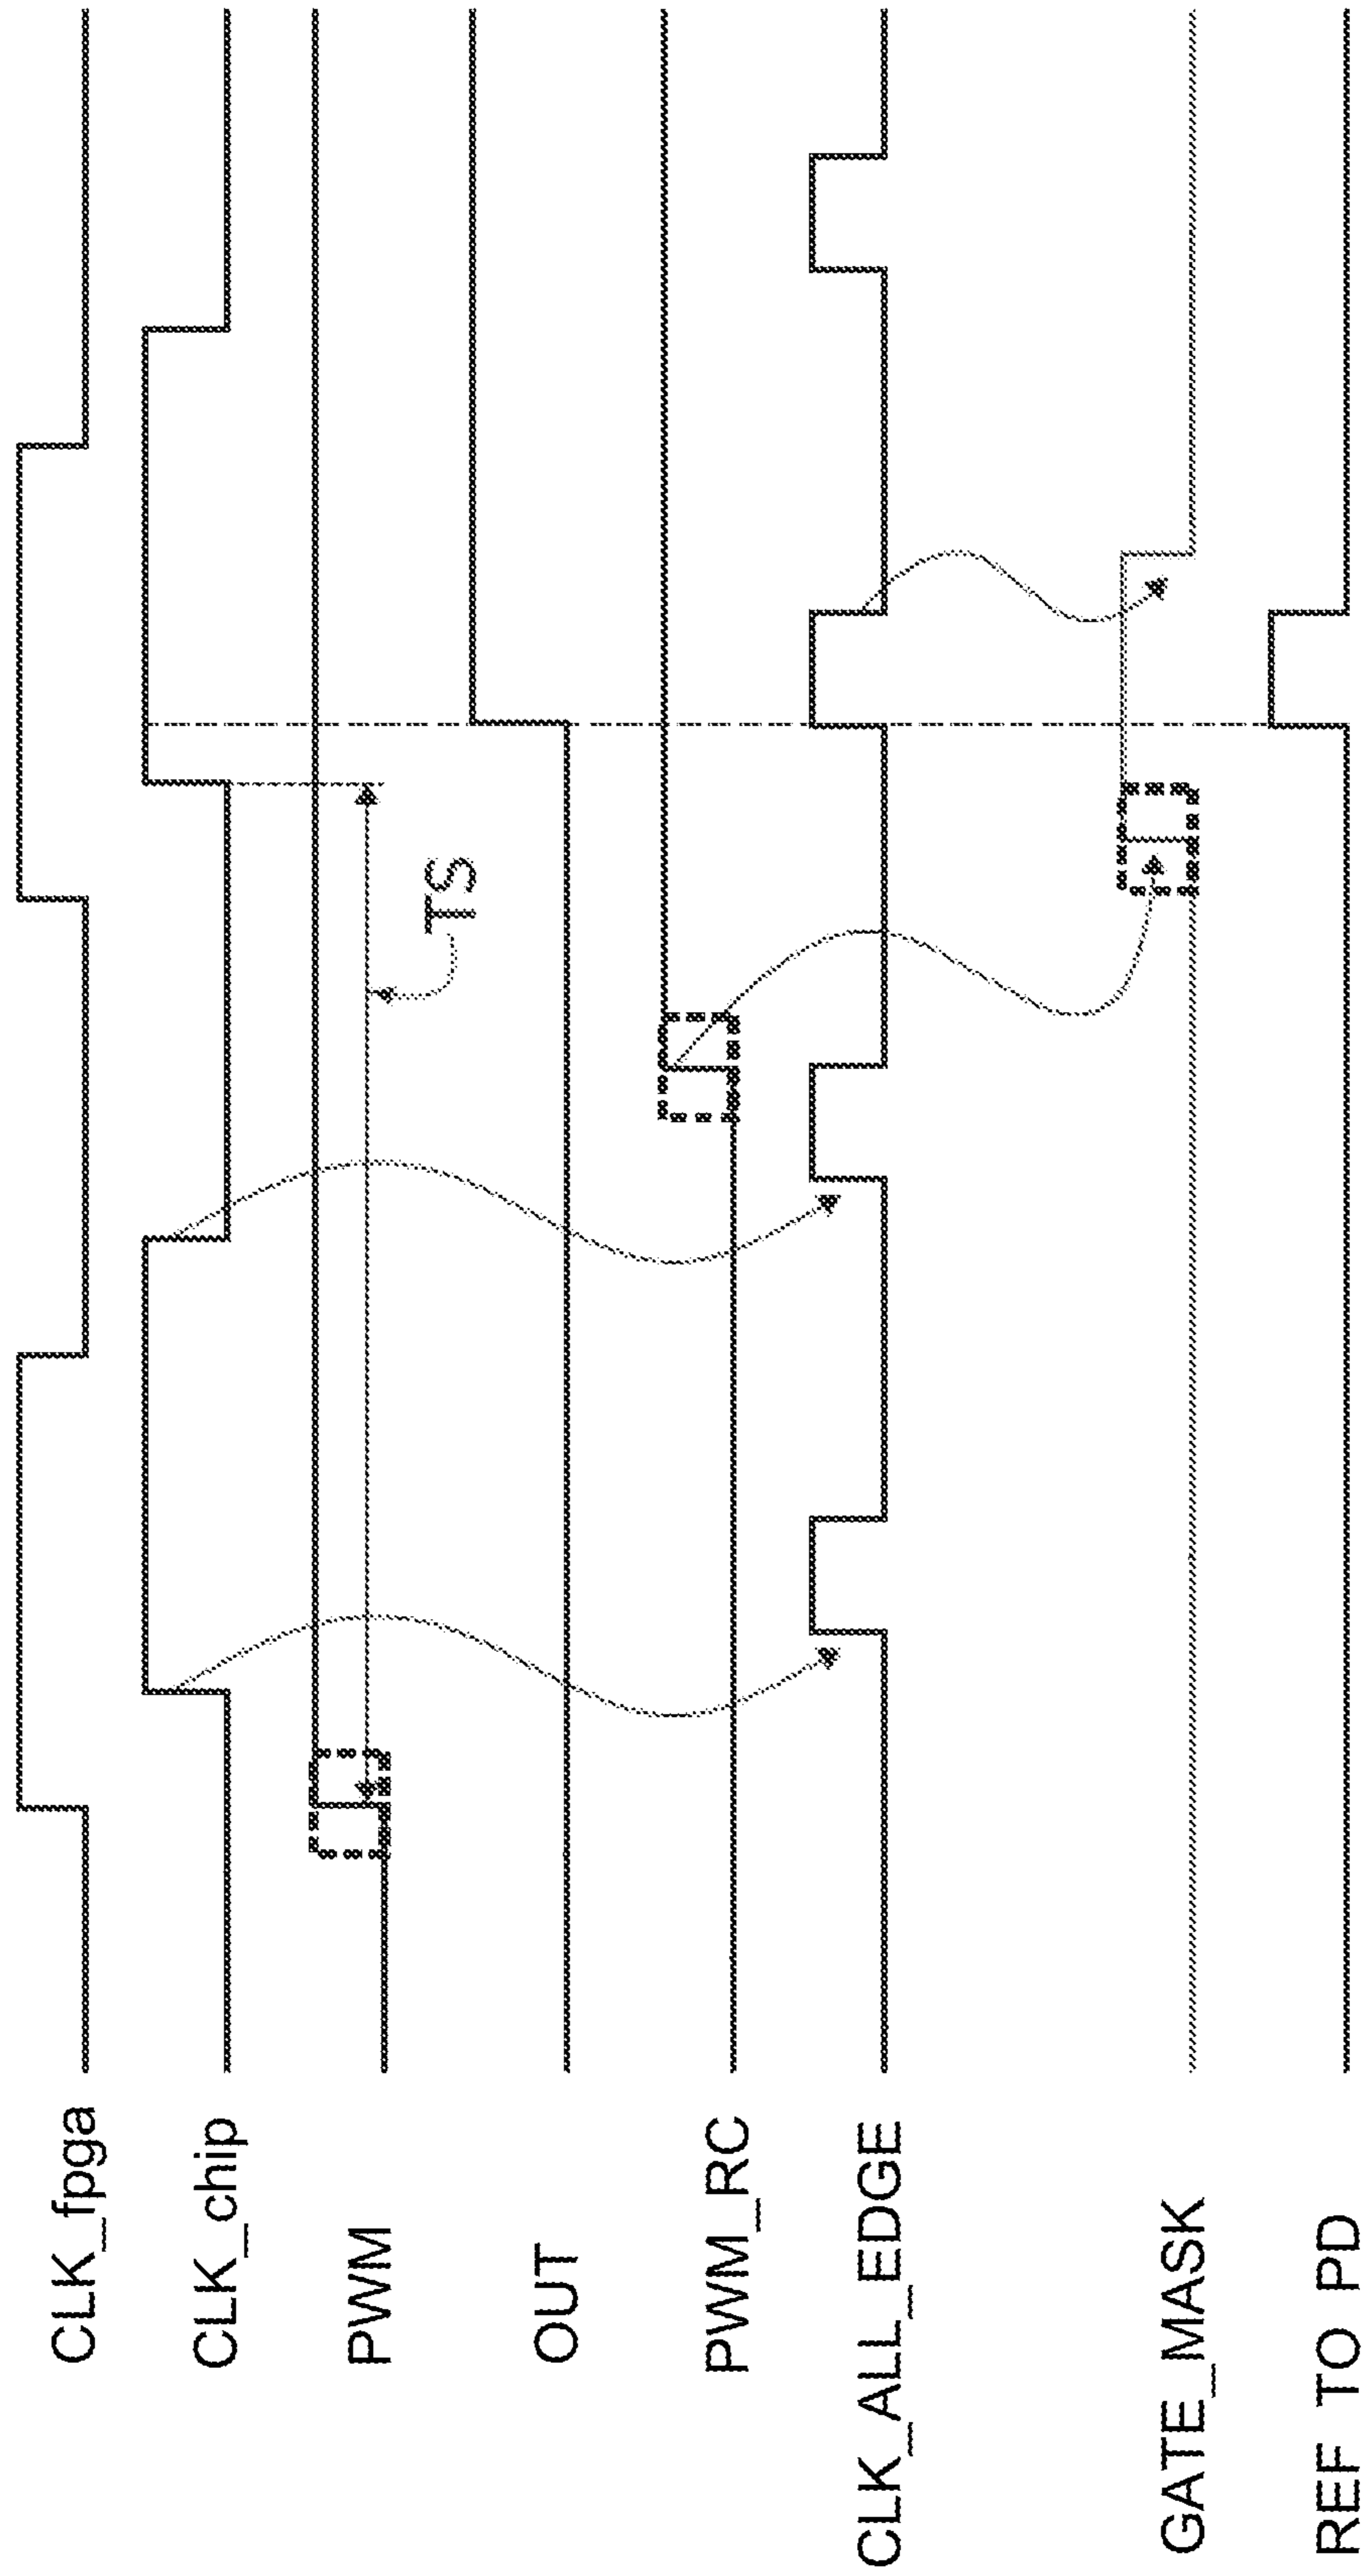 CLK_fpga
CLK_chip
PWM
TS
OUT
PWM_RC
CLK_ALL_EDGE
GATE_MASK
REF TO PD